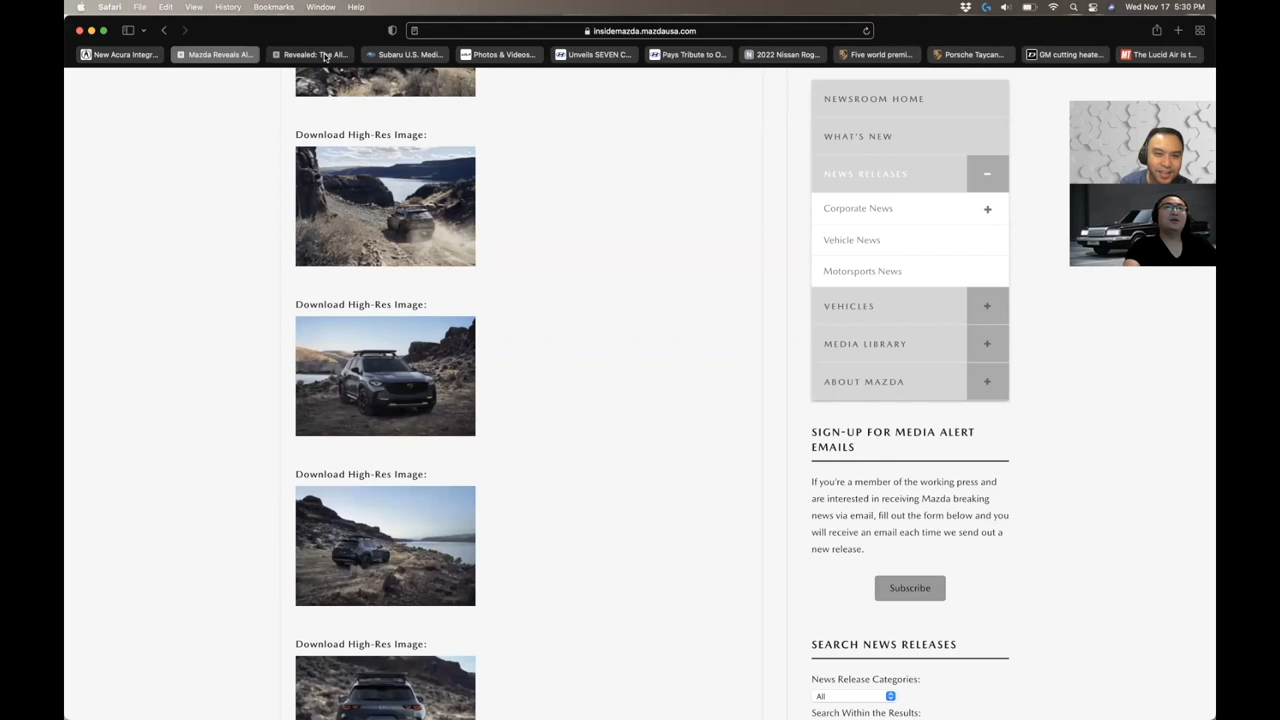 Safari File Edit View History Bookmarks Window Help
Wed Nov 17 5:30 PM
insidemazda.mazdausa.com
New Acura Integr...
Mazda Reveals Al...
Revealed: The All...
Subaru U.S. Medi...
Photos & Videos...
Unveils SEVEN C...
Pays Tribute to O...
2022 Nissan Rog...
Five world premi...
Porsche Taycan...
GM cutting heate...
The Lucid Air Is t...
Download High-Res Image:
Download High-Res Image:
Download High-Res Image:
Download High-Res Image:
NEWSROOM HOME
WHAT'S NEW
NEWS RELEASES
Corporate News
Vehicle News
Motorsports News
VEHICLES
MEDIA LIBRARY
ABOUT MAZDA
SIGN-UP FOR MEDIA ALERT
EMAILS
If you're a member of the working press and
are interested in receiving Mazda breaking
news via email, fill out the form below and you
will receive an email each time we send out a
new release.
Subscribe
SEARCH NEWS RELEASES
News Release Categories:
All
Search Within the Results: